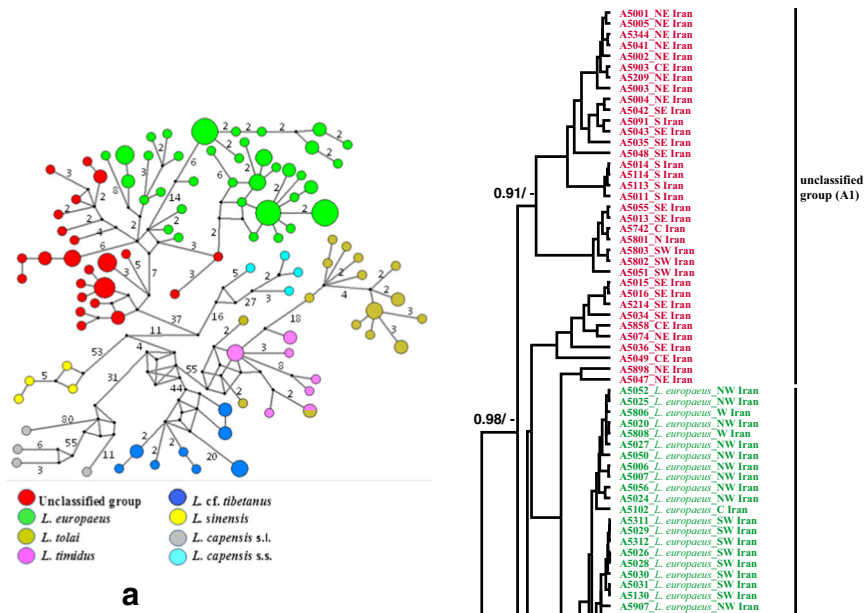 A5001_NE Iran
A5005_NE Iran
A5344_NE Iran
A5041_NE Iran
A5002_NE Iran
A5903_CE Iran
A5209_NE Iran
A5003_NE Iran
A5004_NE Iran
A5042_SE Iran
A5091_S Iran
A5043_SE Iran
A5035_SE Iran
A5048_SE Iran
A5014_S Iran
A5114_S Iran
A5113_S Iran
A5011_S Iran
A5055_SE Iran
A5013_SE Iran
A5742_C Iran
A5801_N Iran
A5803_SW Iran
A5802_SW Iran
A5051_SW Iran
A5015_SE Iran
A5016_SE Iran
A5214_SE Iran
A5034_SE Iran
A5858_CE Iran
A5074_NE Iran
A5036_SE Iran
A5049_CE Iran
A5898_NE Iran
A5047_NE Iran
A5052_L. europaeus_NW Iran
A5025_L. europaeus_NW Iran
A5806_L. europaeus_W Iran
A5020_L. europaeus_NW Iran
A5808_L. europaeus_W Iran
A5027_L. europaeus_NW Iran
A5050_L. europaeus_NW Iran
A5006_L. europaeus_NW Iran
A5007_L. europaeus_NW Iran
A5056_L. europaeus_NW Iran
A5024_L. europaeus_NW Iran
A5102_L. europaeus_C Iran
A5311_L. europaeus_SW Iran
A5029_L. europaeus_SW Iran
A5312_L. europaeus_SW Iran
A5026_L. europaeus_SW Iran
A5028_L. europaeus_SW Iran
A5030_L. europaeus_SW Iran
A5031_L. europaeus_SW Iran
A5130_L. europaeus_SW Iran
A5907_L. europaeus_NW Iran
0.91/ -
0.98/ -
unclassified
group (A1)
2
2
2
2
2
3
8
2
6
14
6
2
2
2
2
2
4
6
2
2
3
2
3
5
3
3
7
37
11
16
5
2
27
3
2
2
4
2
3
3
18
2
3
8
2
2
53
5
4
31
55
44
80
6
55
3
11
2
2
2
20
Unclassified group
L. europaeus
L. tolai
L. timidus
L. cf. tibetanus
L. sinensis
L. capensis s.l.
L. capensis s.s.
a